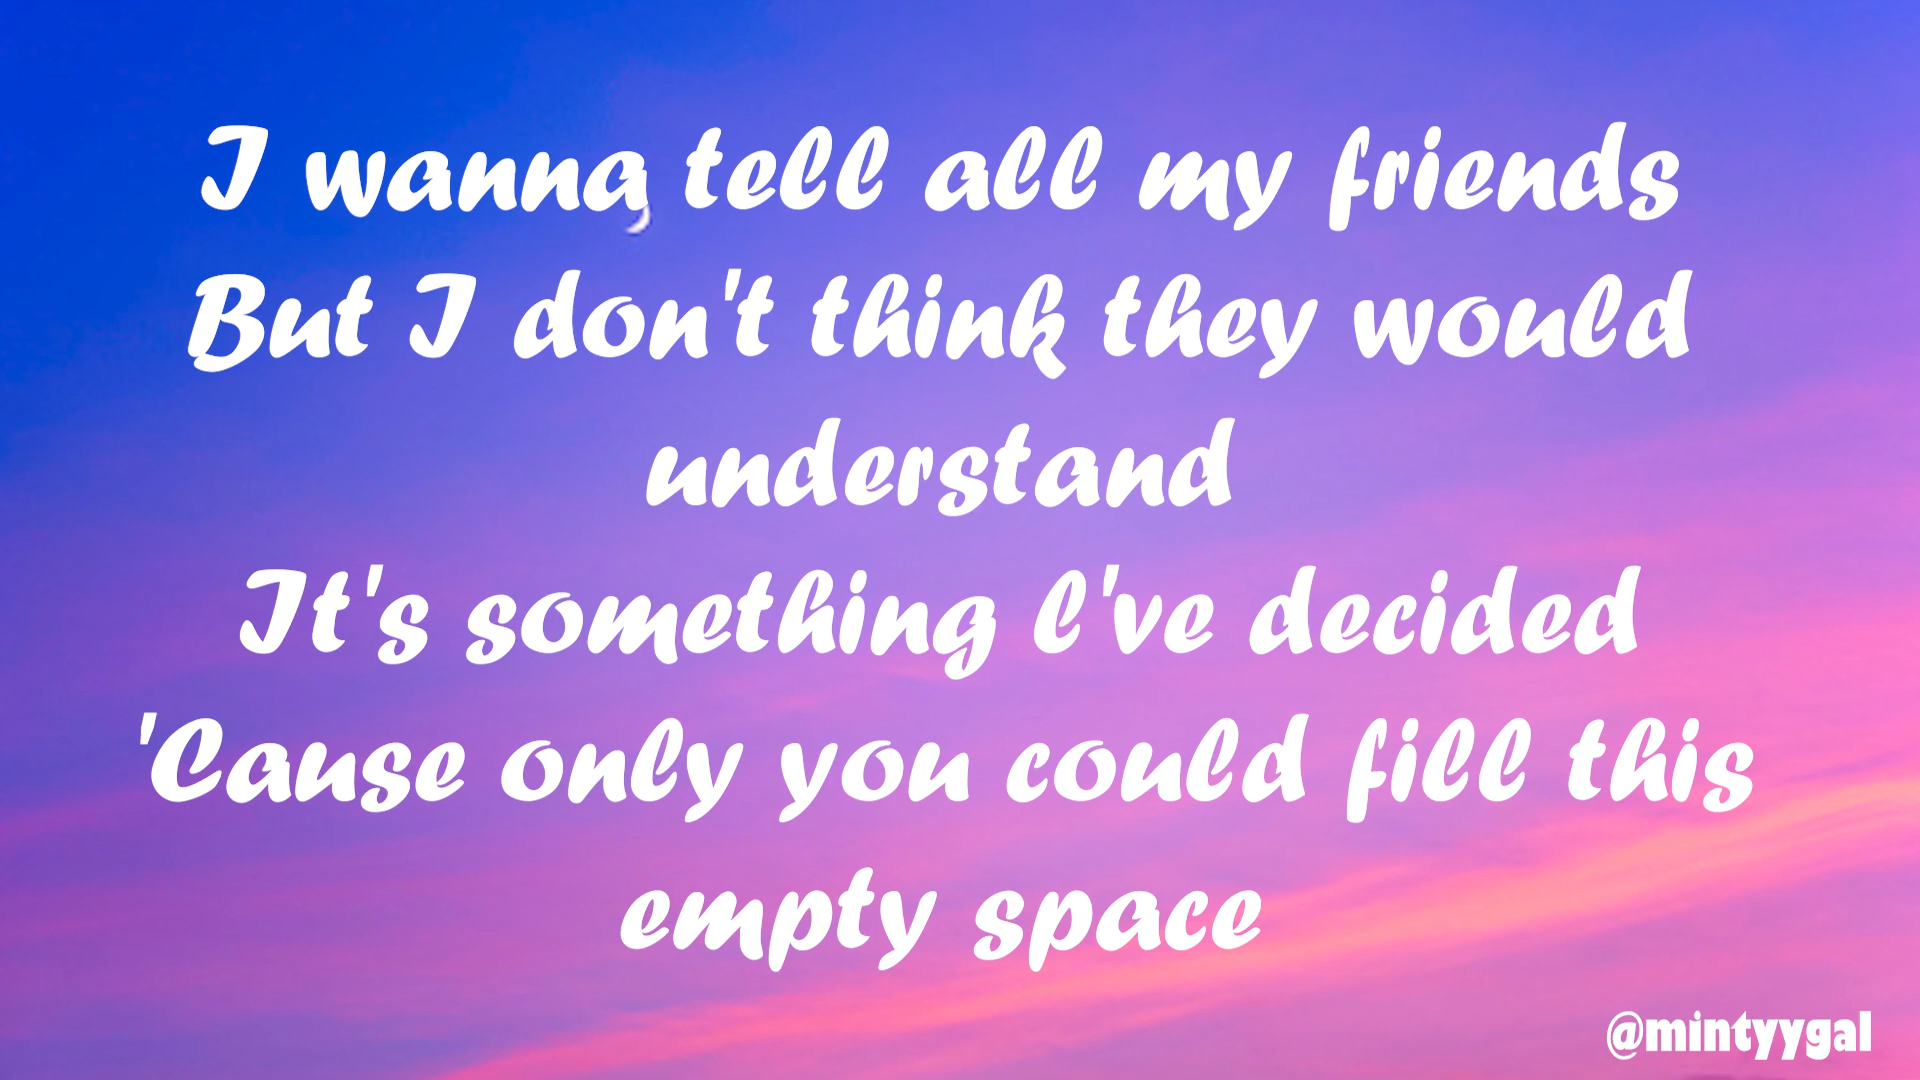 I wanna tell all my friends
But I don't think they would
understand
It's something l've decided
'Cause only you could fill this
empty space
@mintyygal